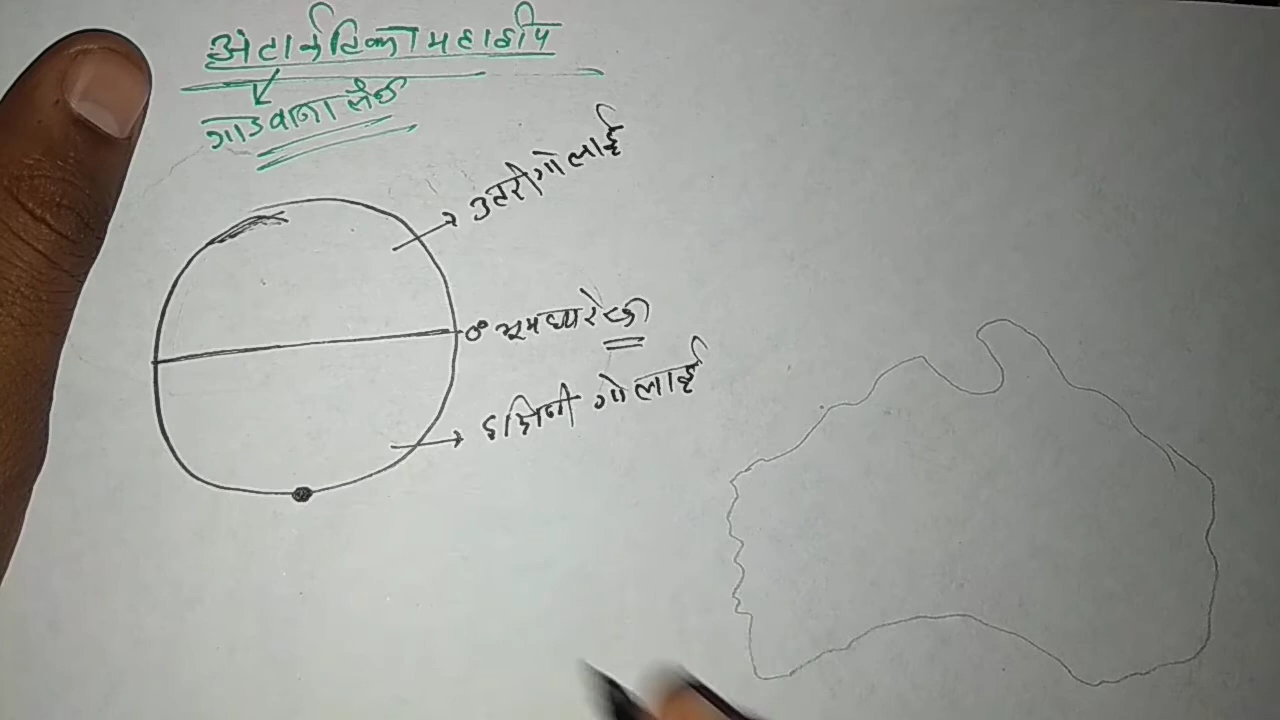 अंटार्कटिका महाद्वीप
गोंडवाना लैंड
उत्तरी गोलार्द्ध
0° भूमध्य रेखा
दक्षिणी गोलार्द्ध